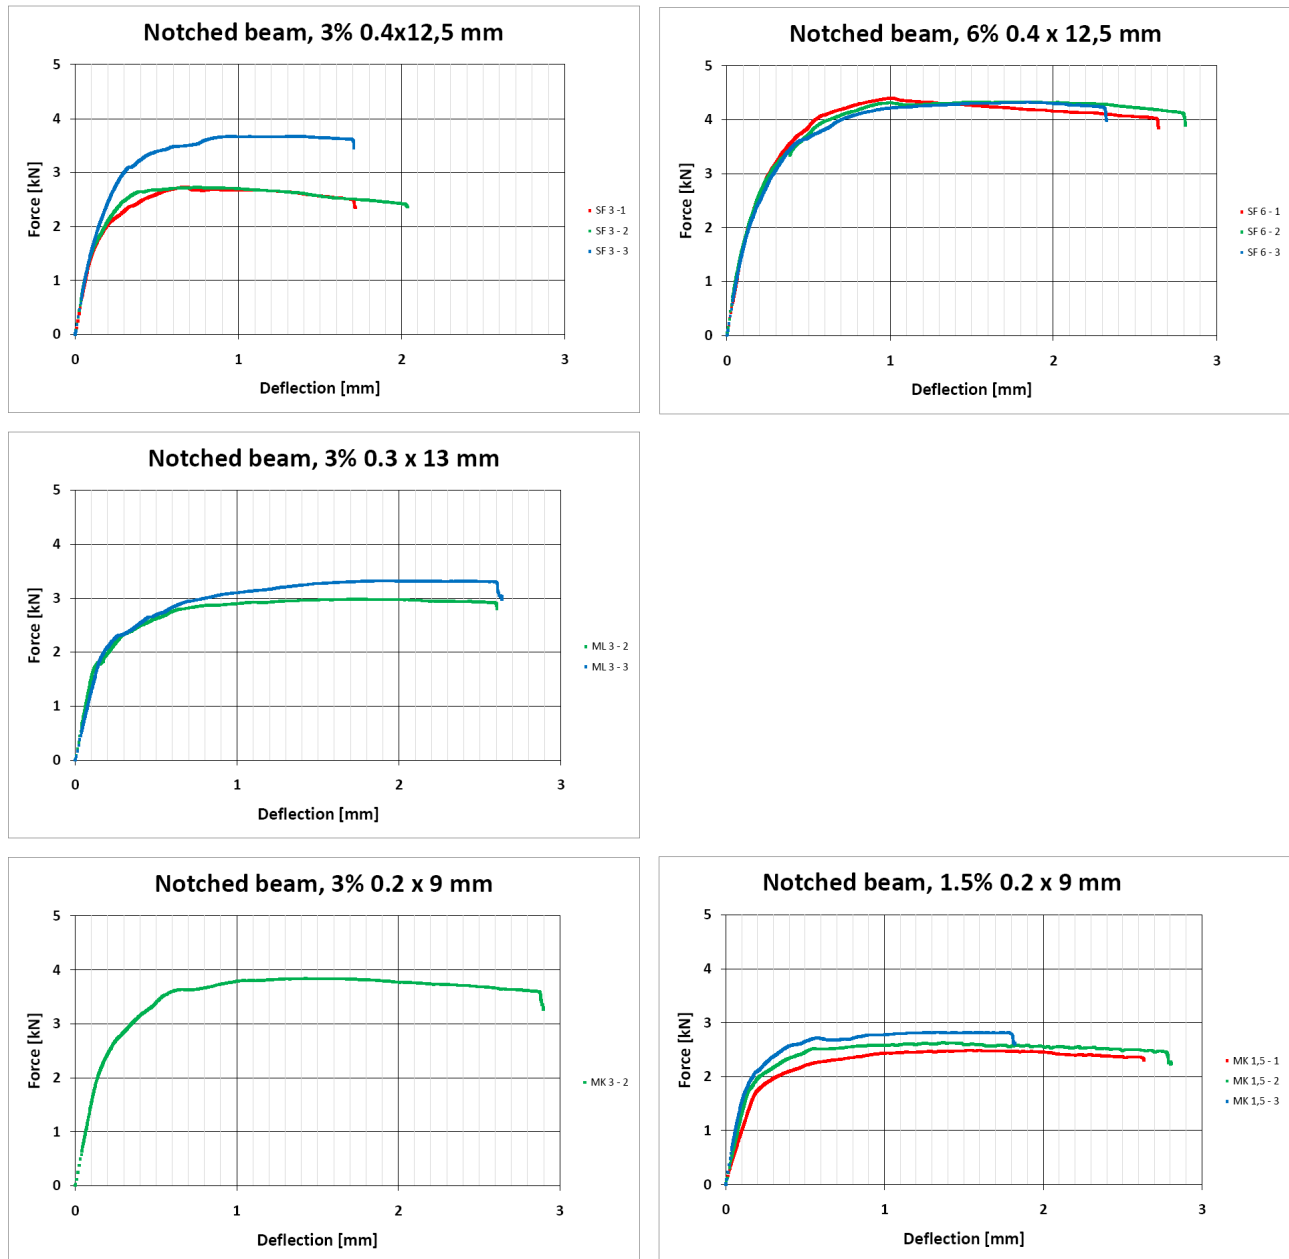 Notched beam, 3% 0.4x12,5 mm
5
4
3
2
1
0
Force [kN]
0 1 2 3
Deflection [mm]
SF 3 -1
SF 3 - 2
SF 3 - 3
Notched beam, 6% 0.4 x 12,5 mm
5
4
3
2
1
0
Force [kN]
0 1 2 3
Deflection [mm]
SF 6 - 1
SF 6 - 2
SF 6 - 3
Notched beam, 3% 0.3 x 13 mm
5
4
3
2
1
0
Force [kN]
0 1 2 3
Deflection [mm]
ML 3 - 2
ML 3 - 3
Notched beam, 3% 0.2 x 9 mm
5
4
3
2
1
0
Force [kN]
0 1 2 3
Deflection [mm]
MK 3 - 2
Notched beam, 1.5% 0.2 x 9 mm
5
4
3
2
1
0
Force [kN]
0 1 2 3
Deflection [mm]
MK 1,5 - 1
MK 1,5 - 2
MK 1,5 - 3